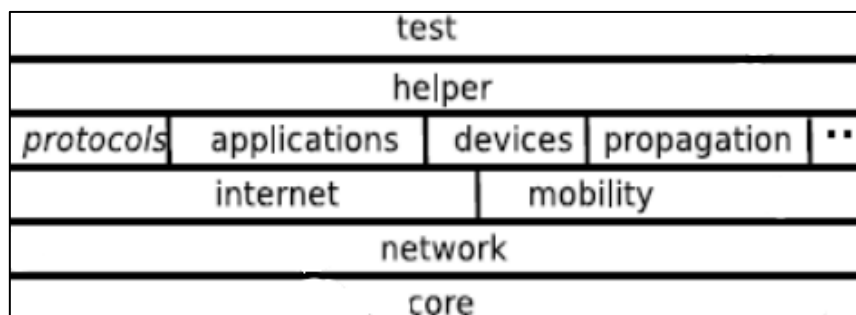 test
helper
protocols applications devices propagation ..
internet mobility
network
core